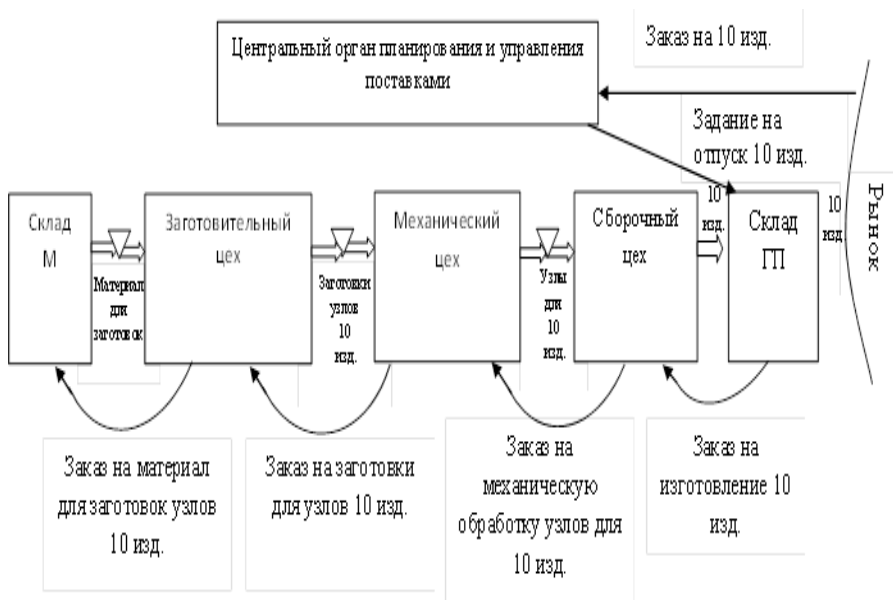 Заказ на 10 изд.
Центральный орган планирования и управления
поставками
Задание на
отпуск 10 изд.
Рынок
Склад
М
Материал
для
заготовок
Заготовительный
цех
Заготовки
узлов
10
изд.
Механический
цех
Узлы
для
10
изд.
Сборочный
цех
10
изд.
Склад
ГП
10
изд
Заказ на материал
для заготовок узлов
10 изд.
Заказ на заготовки
для узлов 10 изд.
Заказ на
механическую
обработку узлов для
10 изд.
Заказ на
изготовление 10
изд.